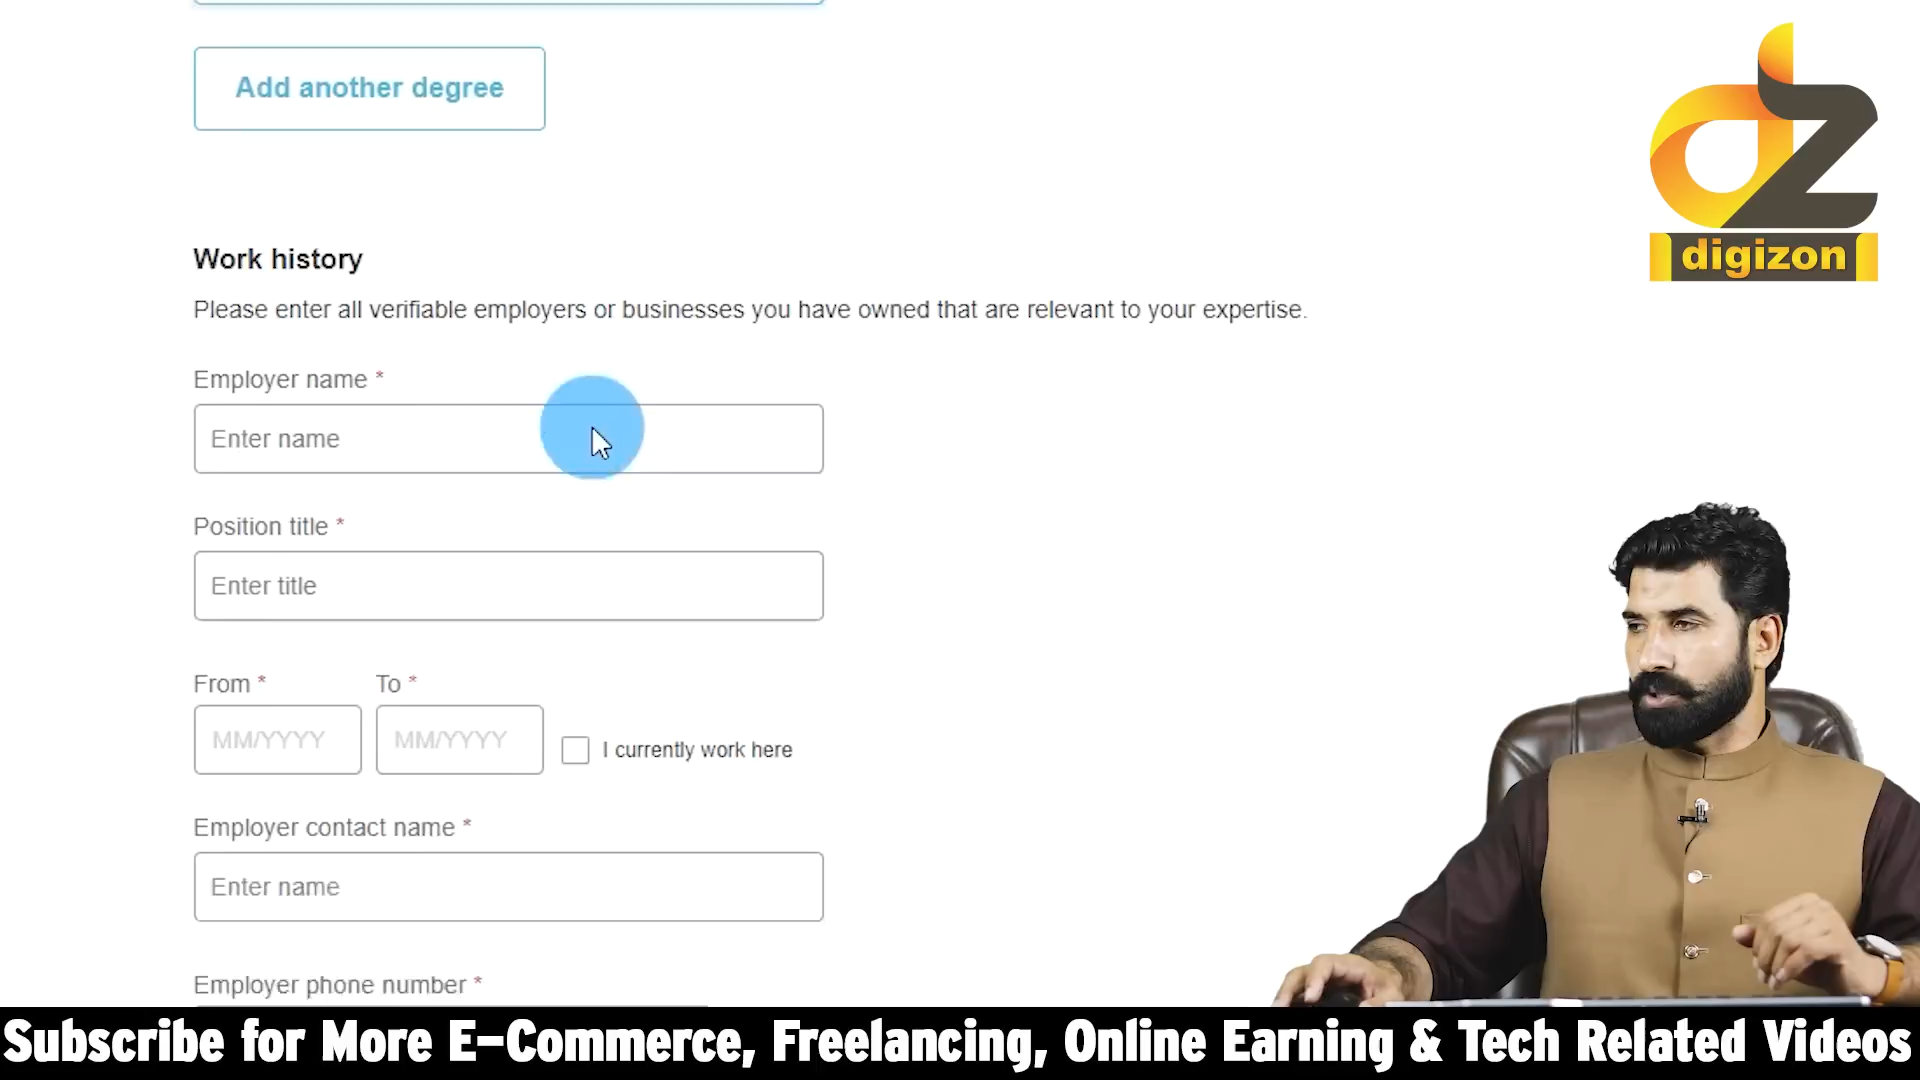 Add another degree
digizon
Work history
Please enter all verifiable employers or businesses you have owned that are relevant to your expertise.
Employer name *
Enter name
Position title *
Enter title
From * To *
MM/YYYY MM/YYYY I currently work here
Employer contact name *
Enter name
Employer phone number *
Subscribe for More E-Commerce, Freelancing, Online Earning & Tech Related Videos